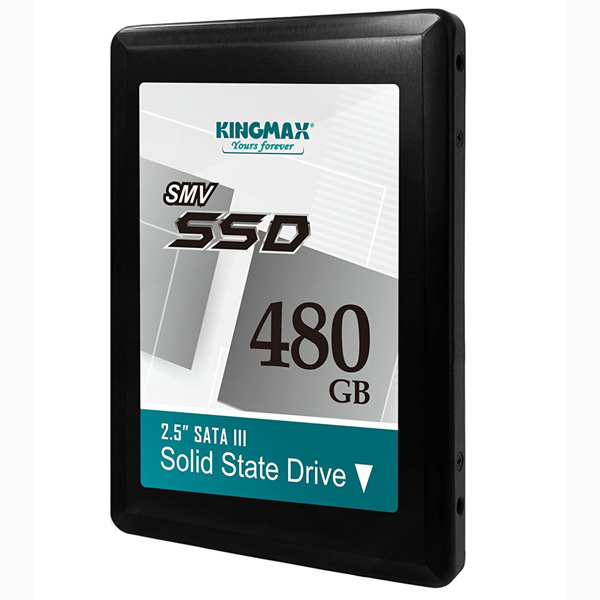 KINGMAX®
Yours forever
SMV
SSD
480
GB
2.5” SATA III
Solid State Drive